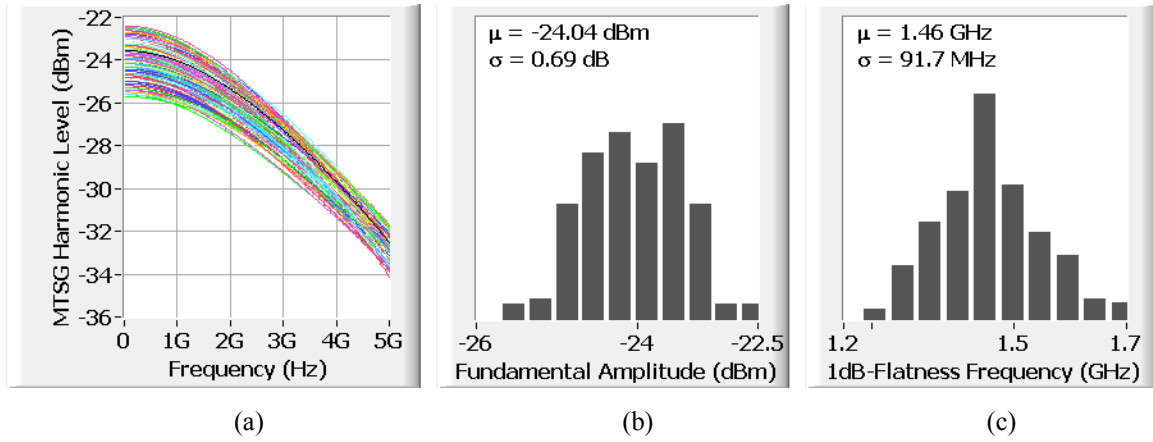 MTSG Harmonic Level (dBm)
-22
-24
-26
-28
-30
-32
-34
-36
0 1G 2G 3G 4G 5G
Frequency (Hz)
(a)
μ = -24.04 dBm
σ = 0.69 dB
-26 -24 -22.5
Fundamental Amplitude (dBm)
(b)
μ = 1.46 GHz
σ = 91.7 MHz
1.2 1.5 1.7
1dB-Flatness Frequency (GHz)
(c)